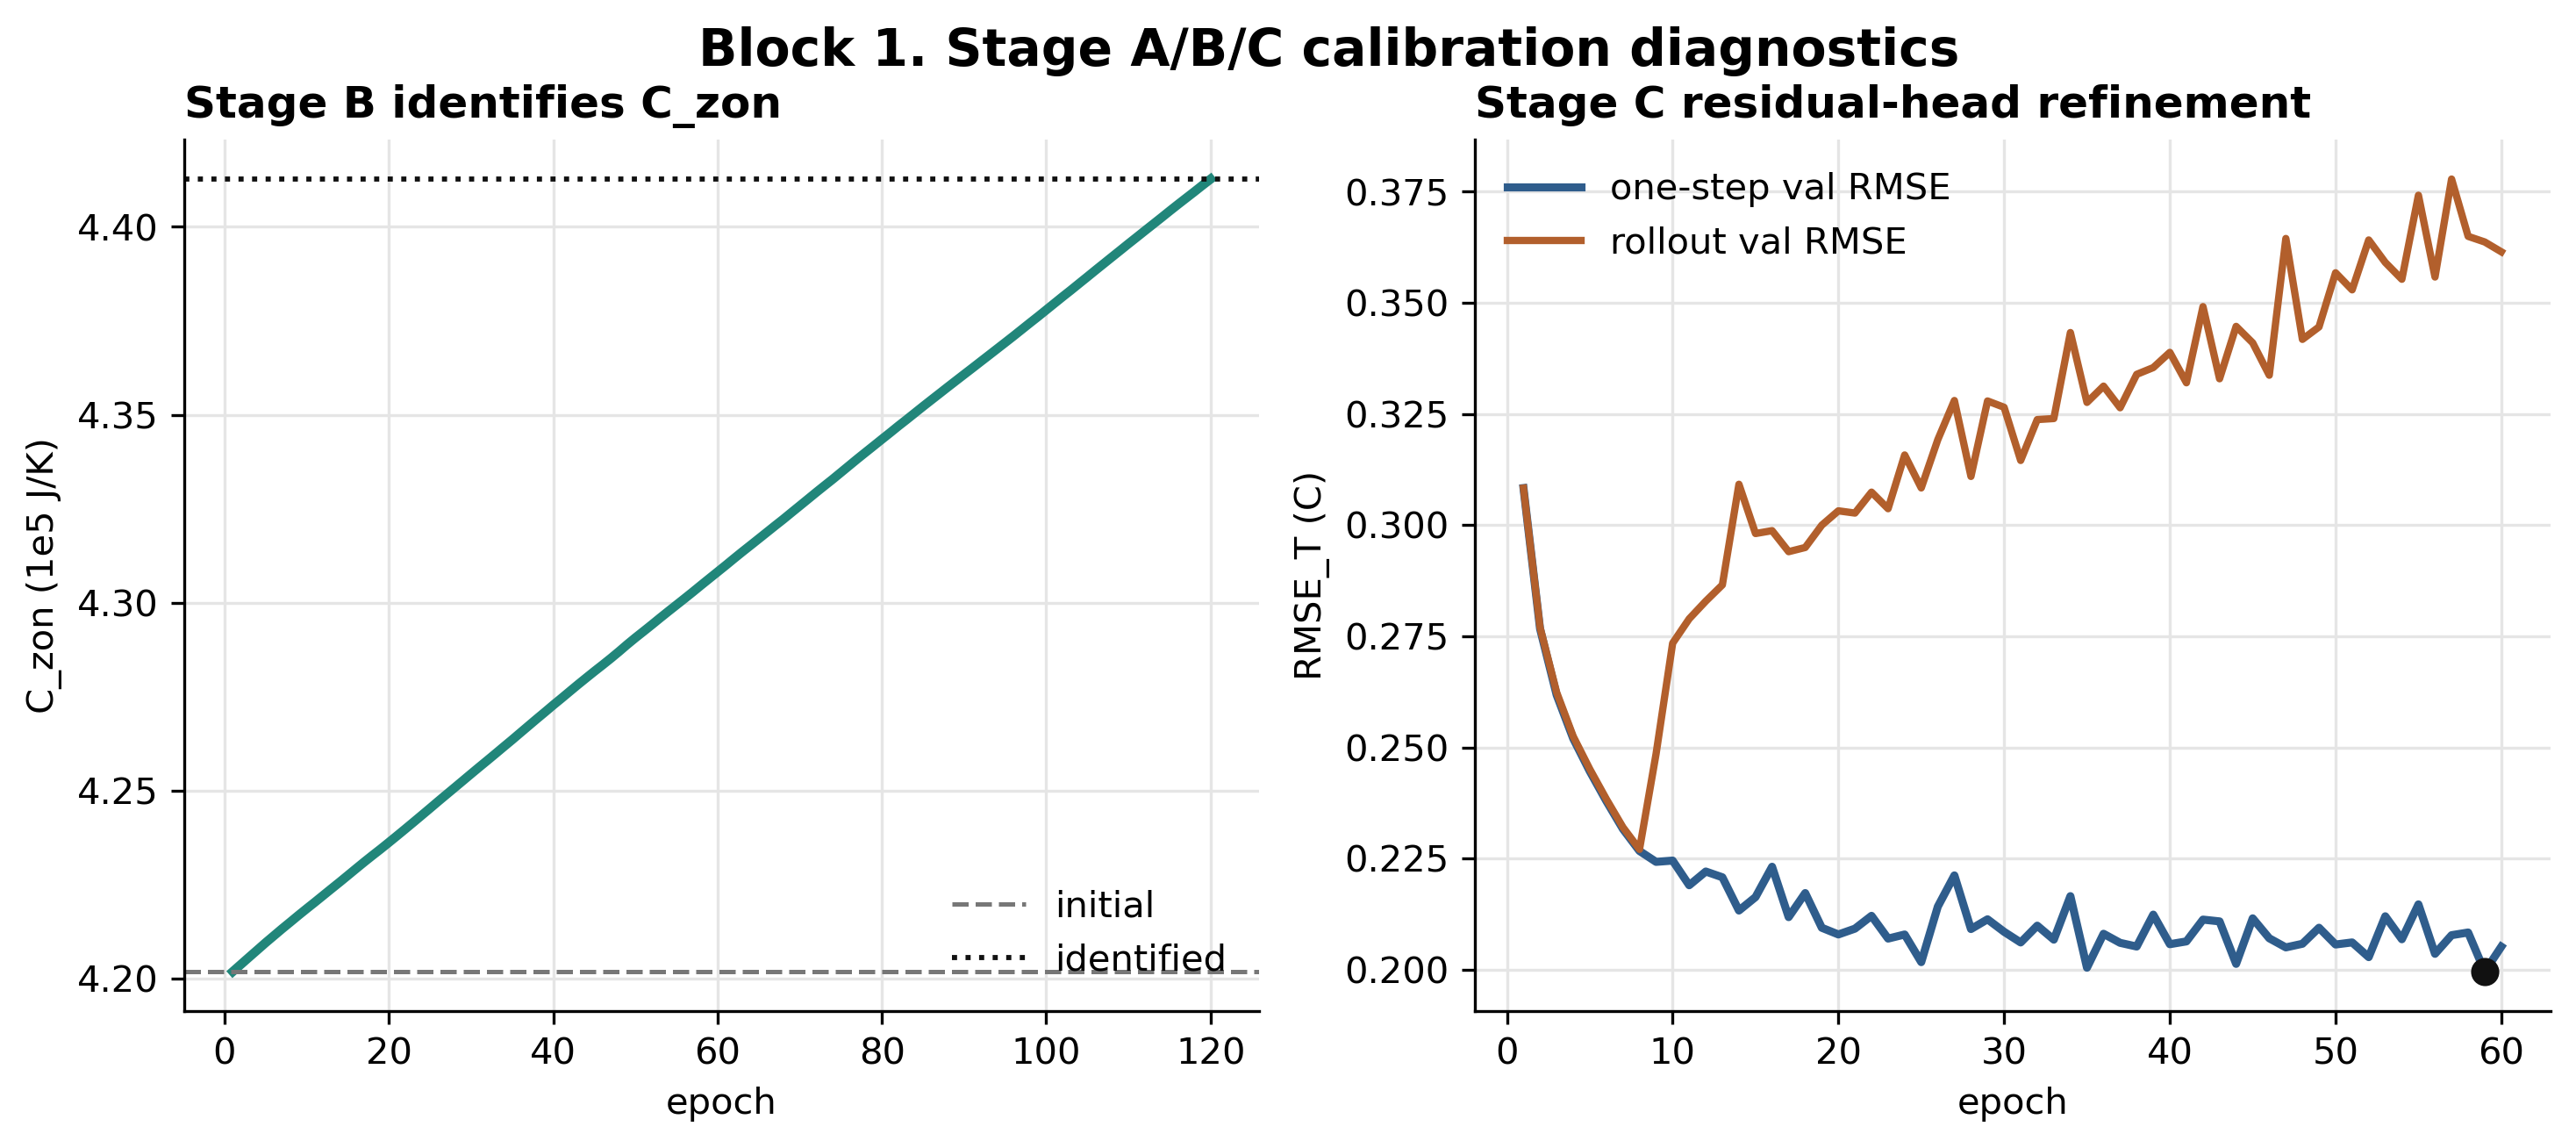 Block 1. Stage A/B/C calibration diagnostics
Stage B identifies C_zon
C_zon (1e5 J/K)
4.40
4.35
4.30
4.25
4.20
initial
identified
0
20
40
60
80
100
120
epoch
Stage C residual-head refinement
RMSE_T (C)
one-step val RMSE
rollout val RMSE
0.375
0.350
0.325
0.300
0.275
0.250
0.225
0.200
0
10
20
30
40
50
60
epoch